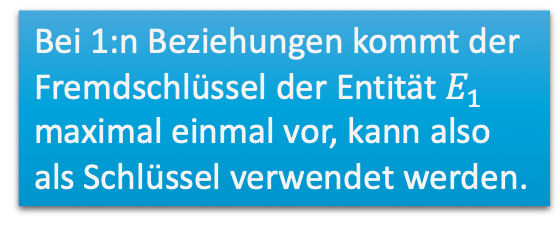 Bei 1:n Beziehungen kommt der
Fremdschlüssel der Entität E₁
maximal einmal vor, kann also
als Schlüssel verwendet werden.